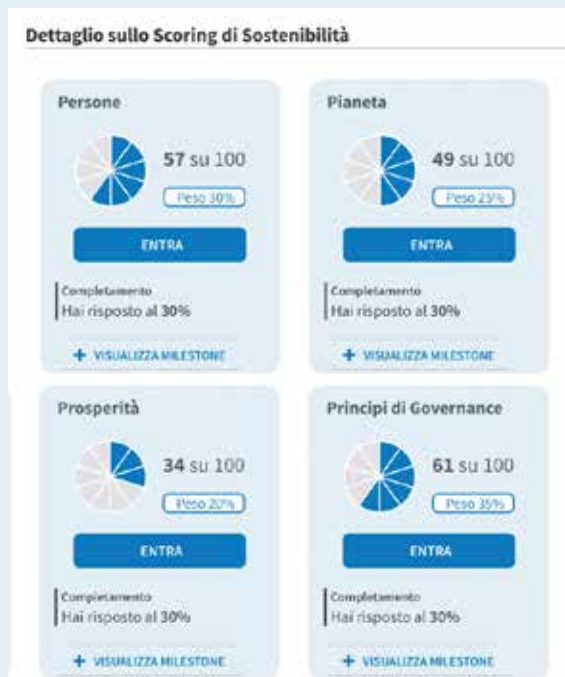 Dettaglio sullo Scoring di Sostenibilità
Persone
57 su 100
Peso 30%
ENTRA
Completamento
Hai risposto al 30%
+ VISUALIZZA MILESTONE
Pianeta
49 su 100
Peso 25%
ENTRA
Completamento
Hai risposto al 30%
+ VISUALIZZA MILESTONE
Prosperità
34 su 100
Peso 20%
ENTRA
Completamento
Hai risposto al 30%
+ VISUALIZZA MILESTONE
Principi di Governance
61 su 100
Peso 35%
ENTRA
Completamento
Hai risposto al 30%
+ VISUALIZZA MILESTONE